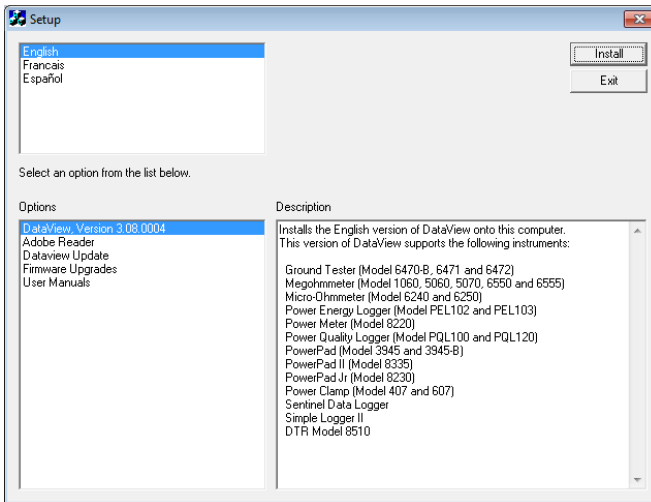 Setup
English
Francais
Español
Install
Exit
Select an option from the list below.
Options
DataView, Version 3.08.0004
Adobe Reader
Dataview Update
Firmware Upgrades
User Manuals
Description
Installs the English version of DataView onto this computer.
This version of DataView supports the following instruments:
Ground Tester (Model 6470-B, 6471 and 6472)
Megohmmeter (Model 1060, 5060, 5070, 6550 and 6555)
Micro-Ohmmeter (Model 6240 and 6250)
Power Energy Logger (Model PEL102 and PEL103)
Power Meter (Model 8220)
Power Quality Logger (Model PQL100 and PQL120)
PowerPad (Model 3945 and 3945-B)
PowerPad II (Model 8335)
PowerPad Jr (Model 8230)
Power Clamp (Model 407 and 607)
Sentinel Data Logger
Simple Logger II
DTR Model 8510